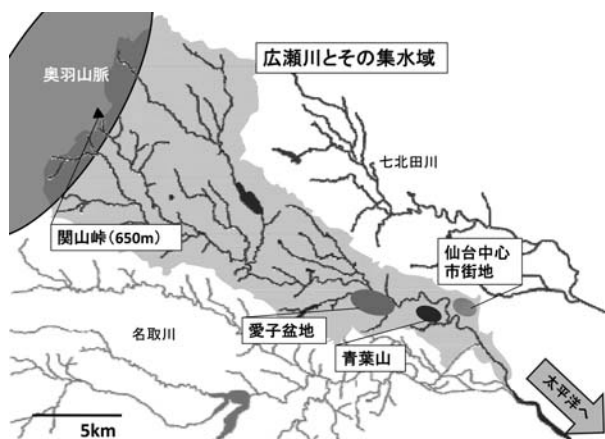 広瀬川とその集水域
奥羽山脈
七北田川
関山峠(650m)
仙台中心
市街地
愛子盆地
名取川
青葉山
太平洋へ
5km